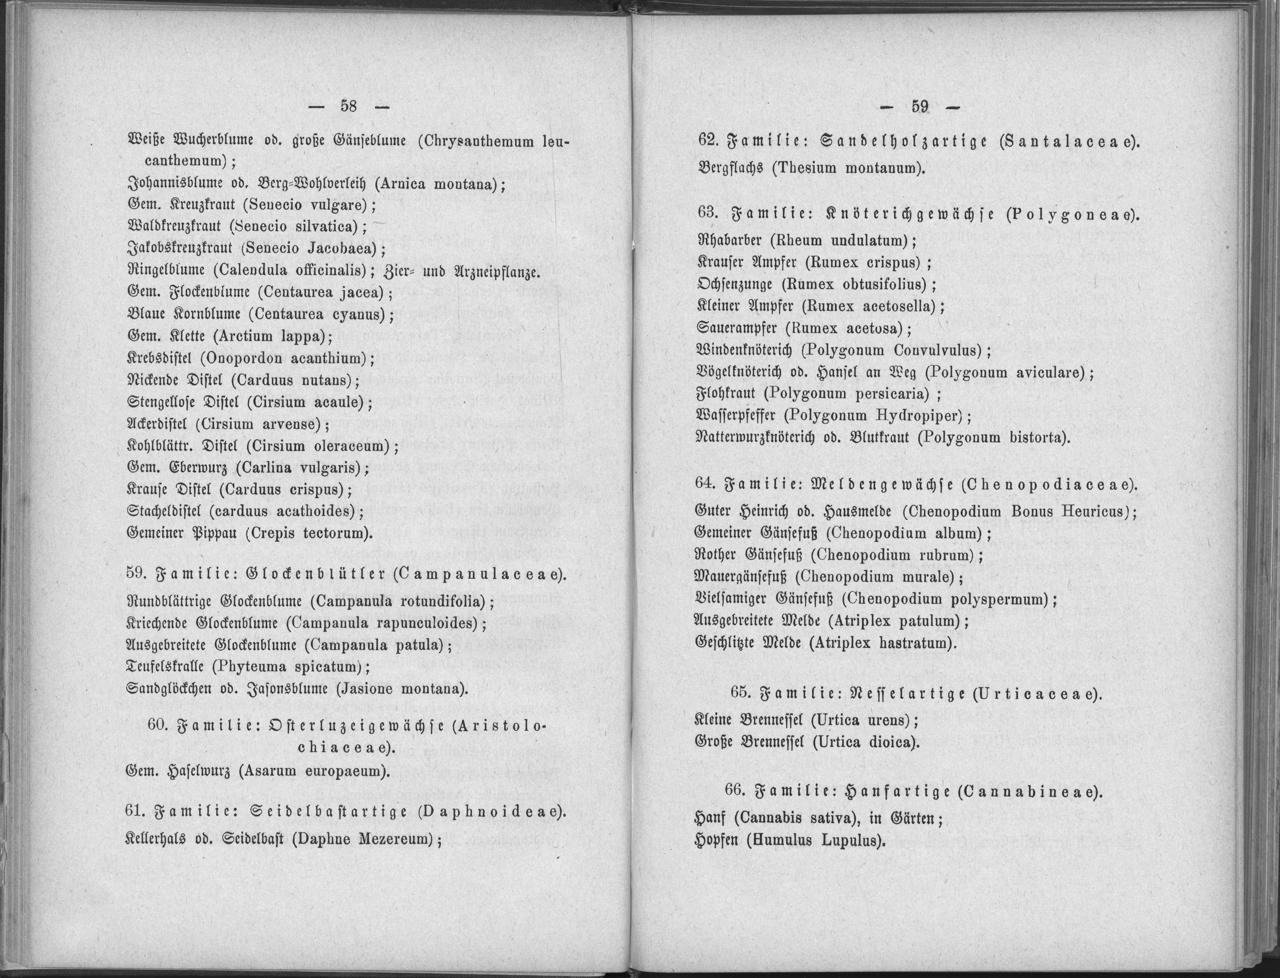 — 58 —
Weiße Wucherblume od. große Gänseblume (Chrysanthemum leu-
canthemum) ;
Johannisblume od. Berg-Wohlverleih (Arnica montana) ;
Gem. Kreuzkraut (Senecio vulgare) ;
Waldkreuzkraut (Senecio silvatica) ;
Jakobskreuzkraut (Senecio Jacobaea) ;
Ringelblume (Calendula officinalis) ; Zier- und Arzneipflanze.
Gem. Flockenblume (Centaurea jacea) ;
Blaue Kornblume (Centaurea cyanus) ;
Gem. Klette (Arctium lappa) ;
Krebsdistel (Onopordon acanthium) ;
Nickende Distel (Carduus nutans) ;
Stengellose Distel (Cirsium acaule) ;
Ackerdistel (Cirsium arvense) ;
Kohlblättr. Distel (Cirsium oleraceum) ;
Gem. Eberwurz (Carlina vulgaris) ;
Krause Distel (Carduus crispus) ;
Stacheldistel (carduus acathoides) ;
Gemeiner Pippau (Crepis tectorum).
59. Familie: Glockenblütler (Campanulaceae).
Rundblättrige Glockenblume (Campanula rotundifolia) ;
Kriechende Glockenblume (Campanula rapunculoides) ;
Ausgebreitete Glockenblume (Campanula patula) ;
Teufelskralle (Phyteuma spicatum) ;
Sandglöckchen od. Jasonsblume (Jasione montana).
60. Familie: Osterluzeigewächse (Aristolo-
chiaceae).
Gem. Haselwurz (Asarum europaeum).
61. Familie: Seidelbastartige (Daphnoideae).
Kellerhals od. Seidelbast (Daphne Mezereum) ;
— 59 —
62. Familie: Sandelholzartige (Santalaceae).
Bergflachs (Thesium montanum).
63. Familie: Knöterichgewächse (Polygoneae).
Rhabarber (Rheum undulatum) ;
Krauser Ampfer (Rumex crispus) ;
Ochsenzunge (Rumex obtusifolius) ;
Kleiner Ampfer (Rumex acetosella) ;
Sauerampfer (Rumex acetosa) ;
Windenknöterich (Polygonum Convulvulus) ;
Vögelknöterich od. Hansel an Weg (Polygonum aviculare) ;
Flohkraut (Polygonum persicaria) ;
Wasserpfeffer (Polygonum Hydropiper) ;
Natterwurzknöterich od. Blutkraut (Polygonum bistorta).
64. Familie: Meldengewächse (Chenopodiaceae).
Guter Heinrich od. Hausmelde (Chenopodium Bonus Heuricus) ;
Gemeiner Gänsefuß (Chenopodium album) ;
Rother Gänsefuß (Chenopodium rubrum) ;
Mauergänsefuß (Chenopodium murale) ;
Vielsamiger Gänsefuß (Chenopodium polyspermum) ;
Ausgebreitete Melde (Atriplex patulum) ;
Geschlitzte Melde (Atriplex hastratum).
65. Familie: Nesselartige (Urticaceae).
Kleine Brennessel (Urtica urens) ;
Große Brennessel (Urtica dioica).
66. Familie: Hanfartige (Cannabineae).
Hanf (Cannabis sativa), in Gärten ;
Hopfen (Humulus Lupulus).